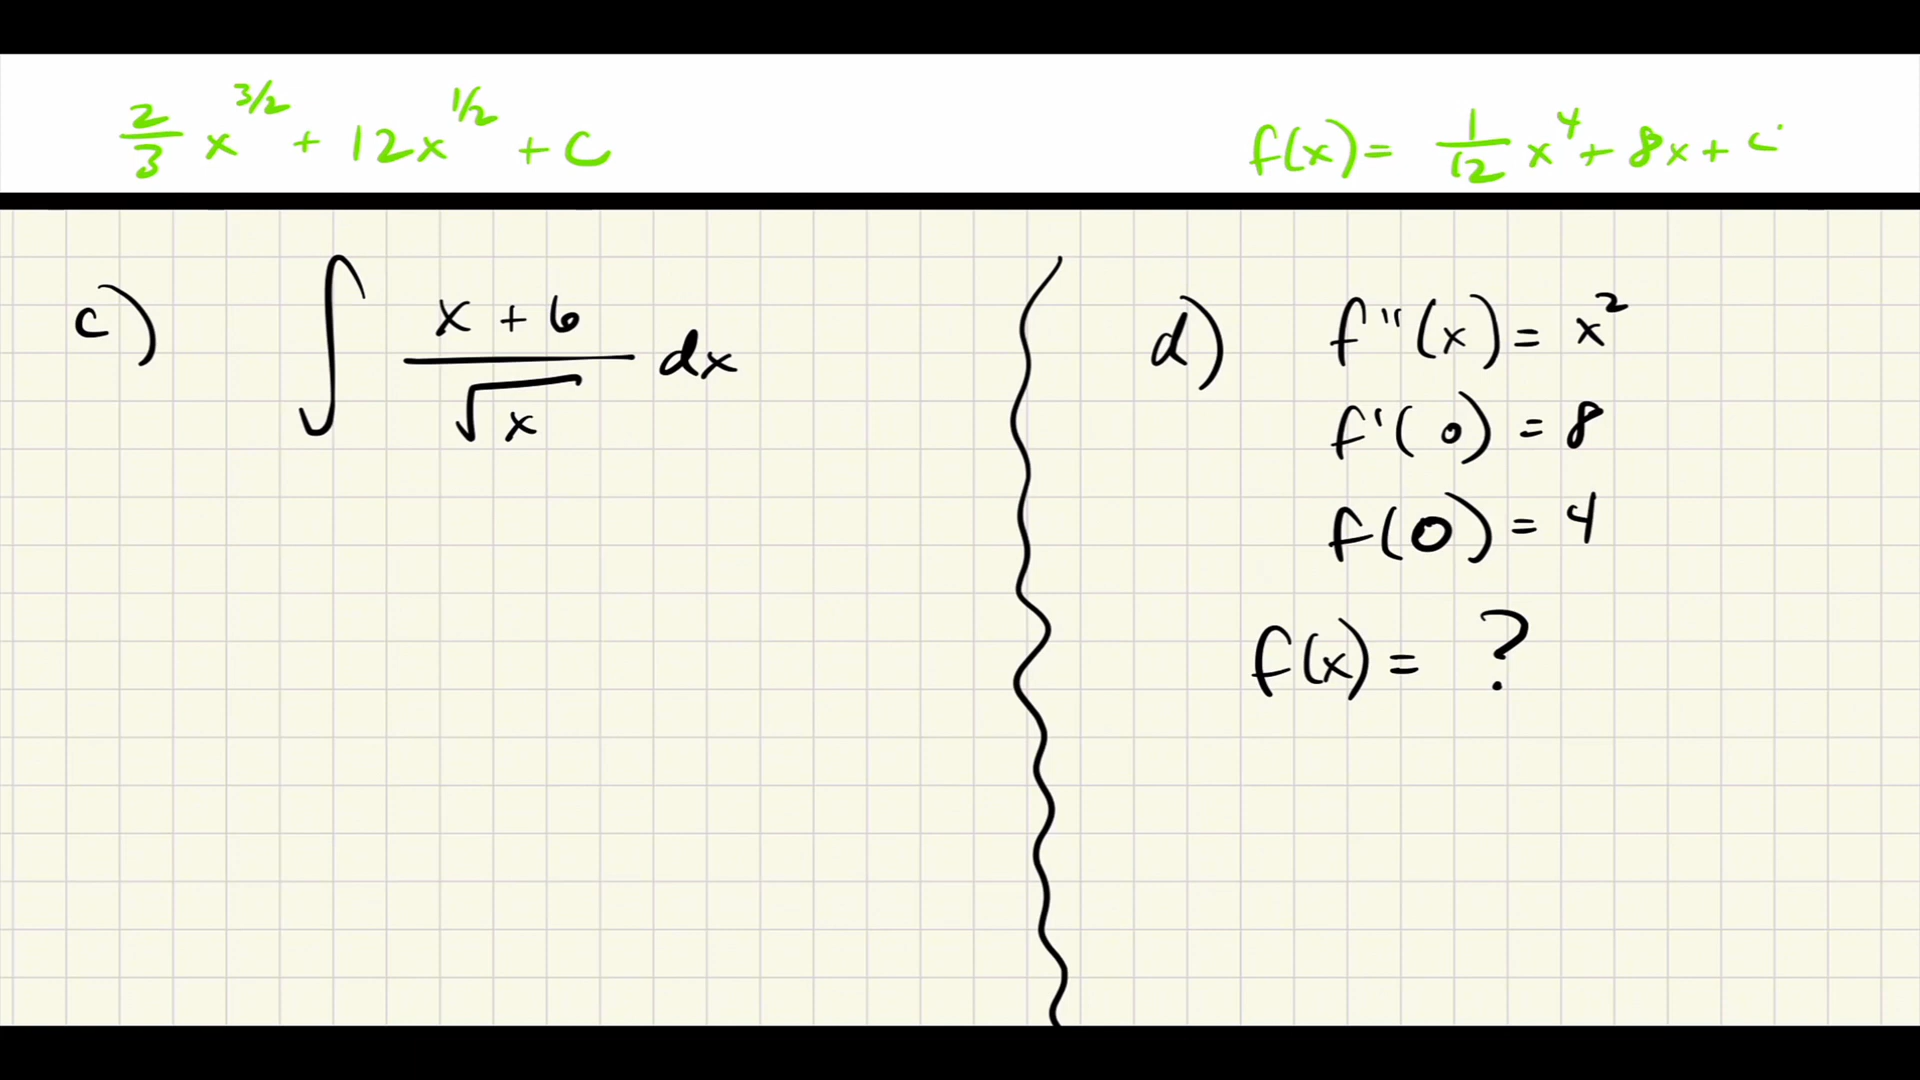 2/3 x^3/2 + 12x^1/2 + C
f(x) = 1/12 x^4 + 8x + C
c) ∫ x + 6 / √x dx
d) f''(x) = x^2
f'(0) = 8
f(0) = 4
f(x) = ?